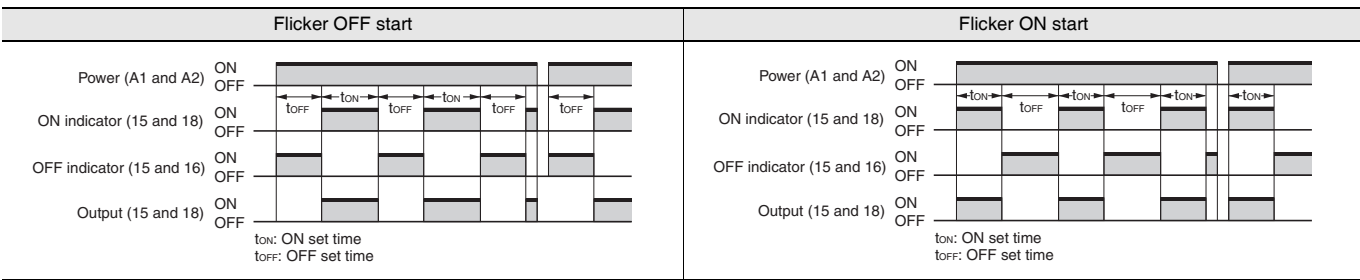 Flicker OFF start
Power (A1 and A2) ON
OFF
tOFF tON tOFF tON tOFF tOFF
ON indicator (15 and 18) ON
OFF
OFF indicator (15 and 16) ON
OFF
Output (15 and 18) ON
OFF
tON: ON set time
tOFF: OFF set time
Flicker ON start
Power (A1 and A2) ON
OFF
tON tOFF tON tOFF tON tON
ON indicator (15 and 18) ON
OFF
OFF indicator (15 and 16) ON
OFF
Output (15 and 18) ON
OFF
tON: ON set time
tOFF: OFF set time